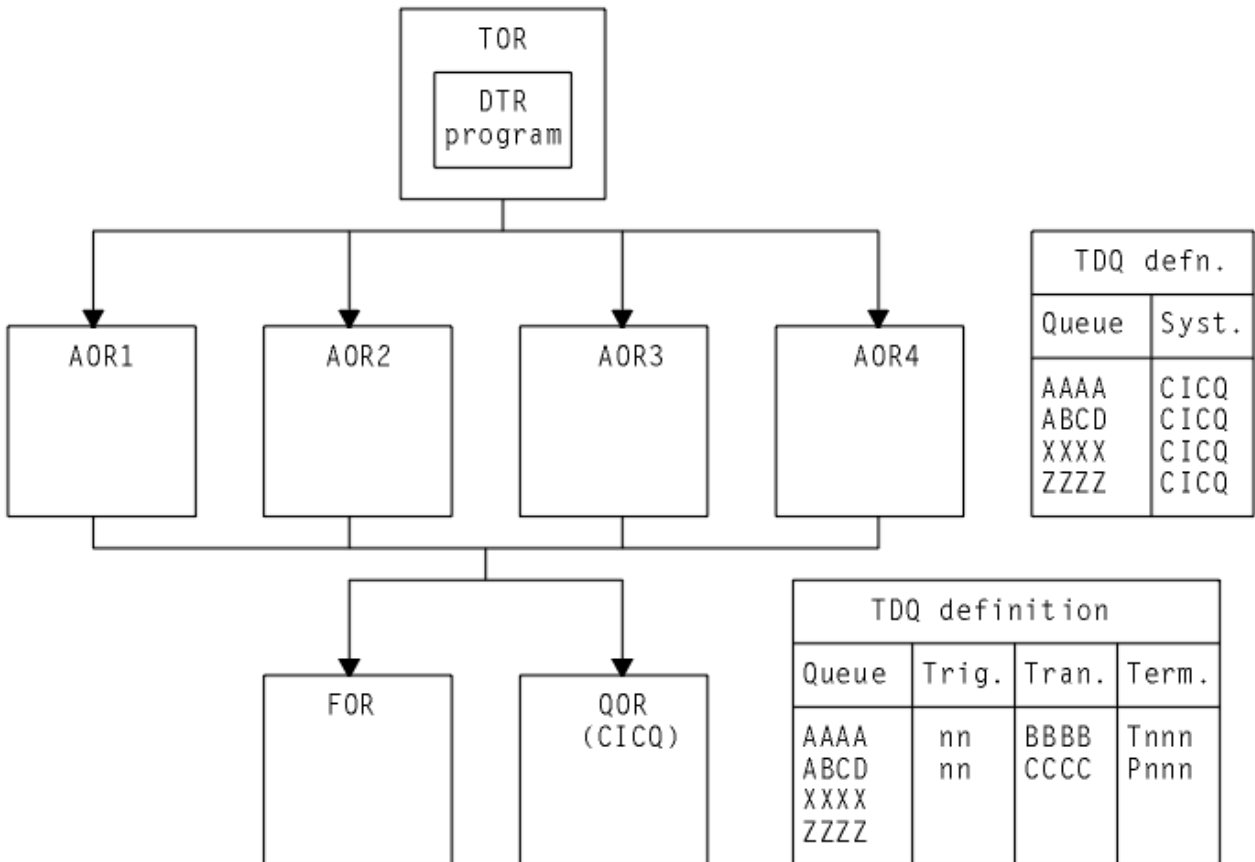 TOR
DTR
program
AOR1
AOR2
AOR3
AOR4
TDQ defn.
Queue Syst.
AAAA CICQ
ABCD CICQ
XXXX CICQ
ZZZZ CICQ
FOR
QOR
(CICQ)
TDQ definition
Queue Trig. Tran. Term.
AAAA nn BBBB Tnnn
ABCD nn CCCC Pnnn
XXXX
ZZZZ